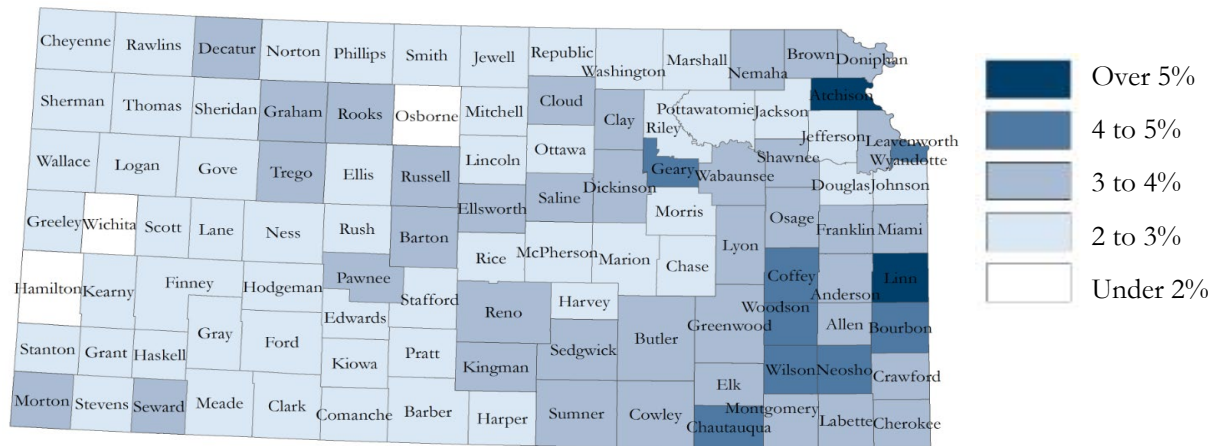 Cheyenne
Rawlins
Decatur
Norton
Phillips
Smith
Jewell
Republic
Washington
Marshall
Nemaha
Brown
Doniphan
Sherman
Thomas
Sheridan
Graham
Rooks
Osborne
Mitchell
Cloud
Clay
Riley
Pottawatomie
Jackson
Atchison
Jefferson
Leavenworth
Wyandotte
Wallace
Logan
Gove
Trego
Ellis
Russell
Lincoln
Ottawa
Saline
Dickinson
Geary
Wabaunsee
Shawnee
Douglas
Johnson
Greeley
Wichita
Scott
Lane
Ness
Rush
Barton
Ellsworth
Rice
McPherson
Marion
Morris
Chase
Lyon
Osage
Franklin
Miami
Hamilton
Kearny
Finney
Hodgeman
Pawnee
Stafford
Edwards
Reno
Harvey
Coffey
Anderson
Linn
Gray
Ford
Kiowa
Pratt
Kingman
Sedgwick
Butler
Greenwood
Woodson
Allen
Bourbon
Stanton
Grant
Haskell
Elk
Wilson
Neosho
Crawford
Morton
Stevens
Seward
Meade
Clark
Comanche
Barber
Harper
Sumner
Cowley
Chautauqua
Montgomery
Labette
Cherokee
Over 5%
4 to 5%
3 to 4%
2 to 3%
Under 2%